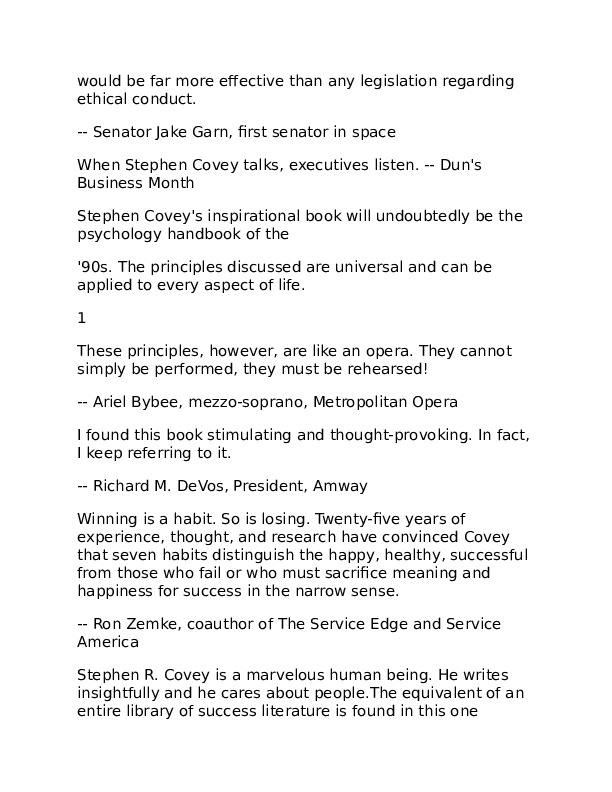 would be far more effective than any legislation regarding
ethical conduct.
-- Senator Jake Garn, first senator in space
When Stephen Covey talks, executives listen. -- Dun's
Business Month
Stephen Covey's inspirational book will undoubtedly be the
psychology handbook of the
'90s. The principles discussed are universal and can be
applied to every aspect of life.
1
These principles, however, are like an opera. They cannot
simply be performed, they must be rehearsed!
-- Ariel Bybee, mezzo-soprano, Metropolitan Opera
I found this book stimulating and thought-provoking. In fact,
I keep referring to it.
-- Richard M. DeVos, President, Amway
Winning is a habit. So is losing. Twenty-five years of
experience, thought, and research have convinced Covey
that seven habits distinguish the happy, healthy, successful
from those who fail or who must sacrifice meaning and
happiness for success in the narrow sense.
-- Ron Zemke, coauthor of The Service Edge and Service
America
Stephen R. Covey is a marvelous human being. He writes
insightfully and he cares about people.The equivalent of an
entire library of success literature is found in this one